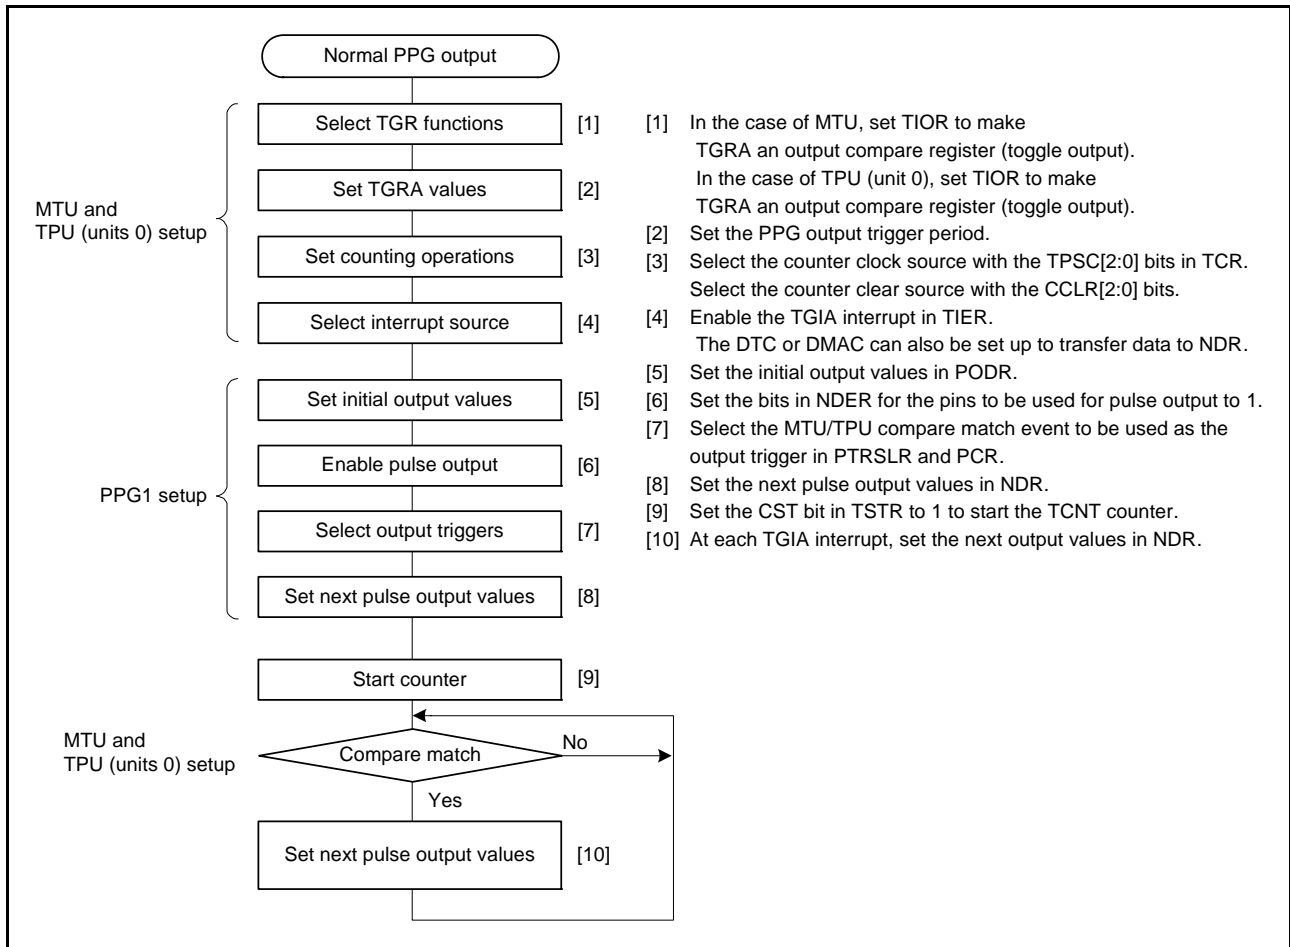 Normal PPG output
Select TGR functions [1]
Set TGRA values [2]
MTU and
TPU (units 0) setup
Set counting operations [3]
Select interrupt source [4]
Set initial output values [5]
Enable pulse output [6]
PPG1 setup
Select output triggers [7]
Set next pulse output values [8]
Start counter [9]
MTU and
TPU (units 0) setup
Compare match
No
Yes
Set next pulse output values [10]
[1] In the case of MTU, set TIOR to make
TGRA an output compare register (toggle output).
In the case of TPU (unit 0), set TIOR to make
TGRA an output compare register (toggle output).
[2] Set the PPG output trigger period.
[3] Select the counter clock source with the TPSC[2:0] bits in TCR.
Select the counter clear source with the CCLR[2:0] bits.
[4] Enable the TGIA interrupt in TIER.
The DTC or DMAC can also be set up to transfer data to NDR.
[5] Set the initial output values in PODR.
[6] Set the bits in NDER for the pins to be used for pulse output to 1.
[7] Select the MTU/TPU compare match event to be used as the
output trigger in PTRSLR and PCR.
[8] Set the next pulse output values in NDR.
[9] Set the CST bit in TSTR to 1 to start the TCNT counter.
[10] At each TGIA interrupt, set the next output values in NDR.